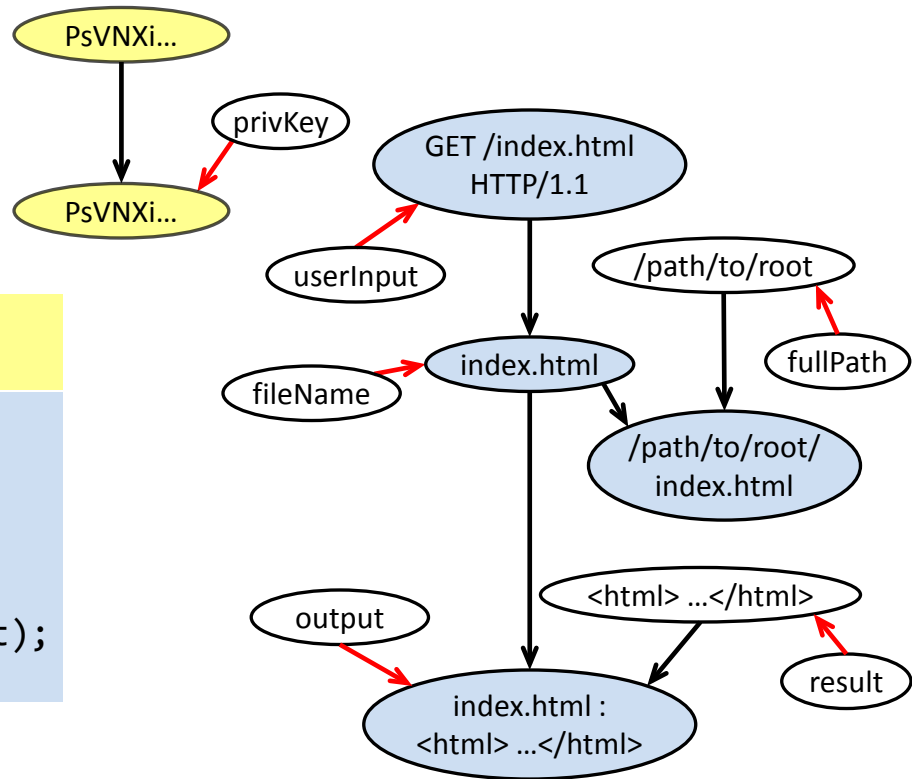 PsVNXi...
privKey
PsVNXi...
GET /index.html
HTTP/1.1
userInput
/path/to/root
fullPath
index.html
fileName
/path/to/root/
index.html
<html> ...</html>
output
t);
result
index.html :
<html> ...</html>